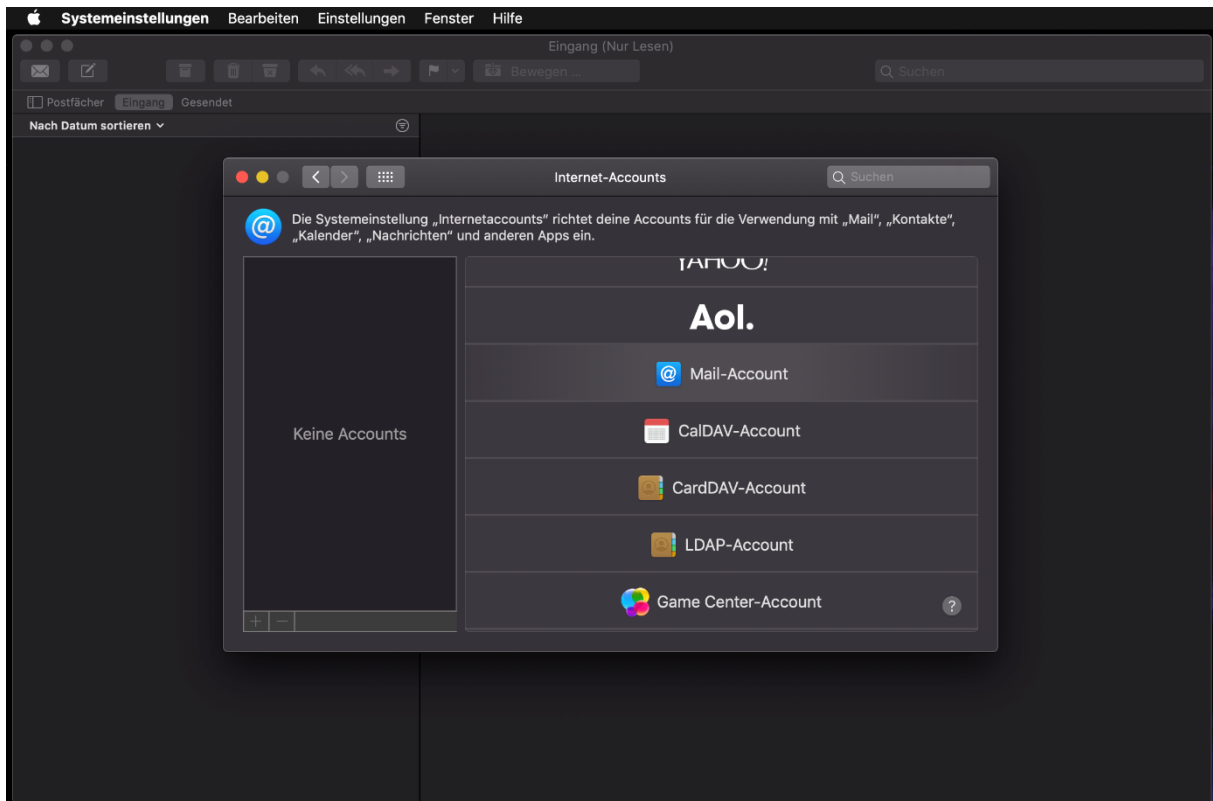 Systemeinstellungen Bearbeiten Einstellungen Fenster Hilfe
Eingang (Nur Lesen)
Bewegen ...
Suchen
Postfächer Eingang Gesendet
Nach Datum sortieren
Internet-Accounts
Suchen
Die Systemeinstellung „Internetaccounts“ richtet deine Accounts für die Verwendung mit „Mail“, „Kontakte“,
„Kalender“, „Nachrichten“ und anderen Apps ein.
YAHOO!
Aol.
@ Mail-Account
CalDAV-Account
Keine Accounts
CardDAV-Account
LDAP-Account
Game Center-Account
?